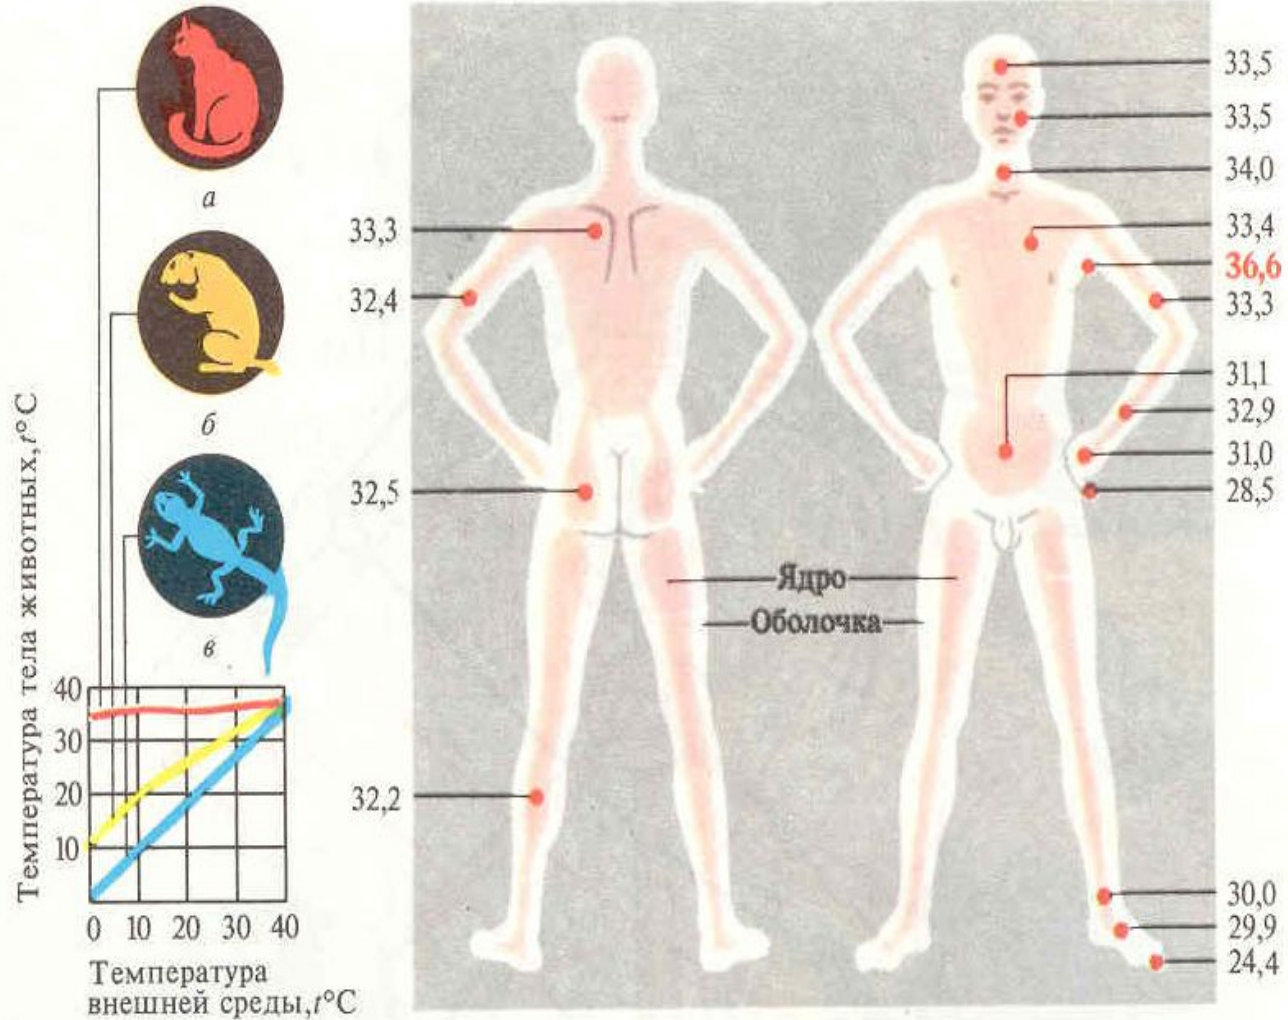 а
б
в
Температура тела животных, t°C
40
30
20
10
0 10 20 30 40
Температура
внешней среды, t°C
33,3
32,4
32,5
32,2
Ядро
Оболочка
33,5
33,5
34,0
33,4
36,6
33,3
31,1
32,9
31,0
28,5
30,0
29,9
24,4